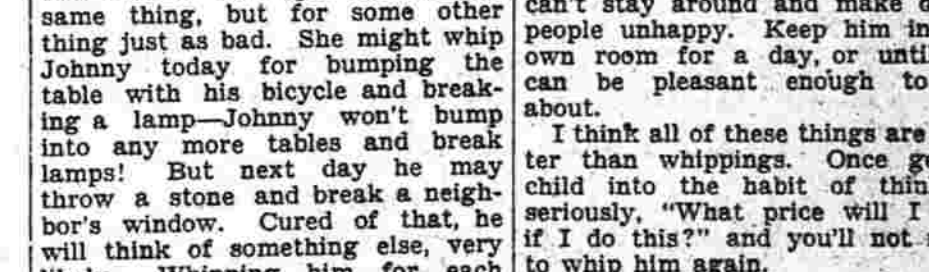 same thing, but for some other
thing just as bad. She might whip
Johnny today for bumping the
table with his bicycle and break-
ing a lamp—Johnny won't bump
into any more tables and break
lamps! But next day he may
throw a stone and break a neigh-
bor's window. Cured of that, he
will think of something else, very
Whipping him for each
can't stay around and make
people unhappy. Keep him in
own room for a day, or until
can be pleasant enough to
about.
I think all of these things are
ter than whippings. Once
child into the habit of
seriously, "What price will I
if I do this?" and you'll not
to whip him again.